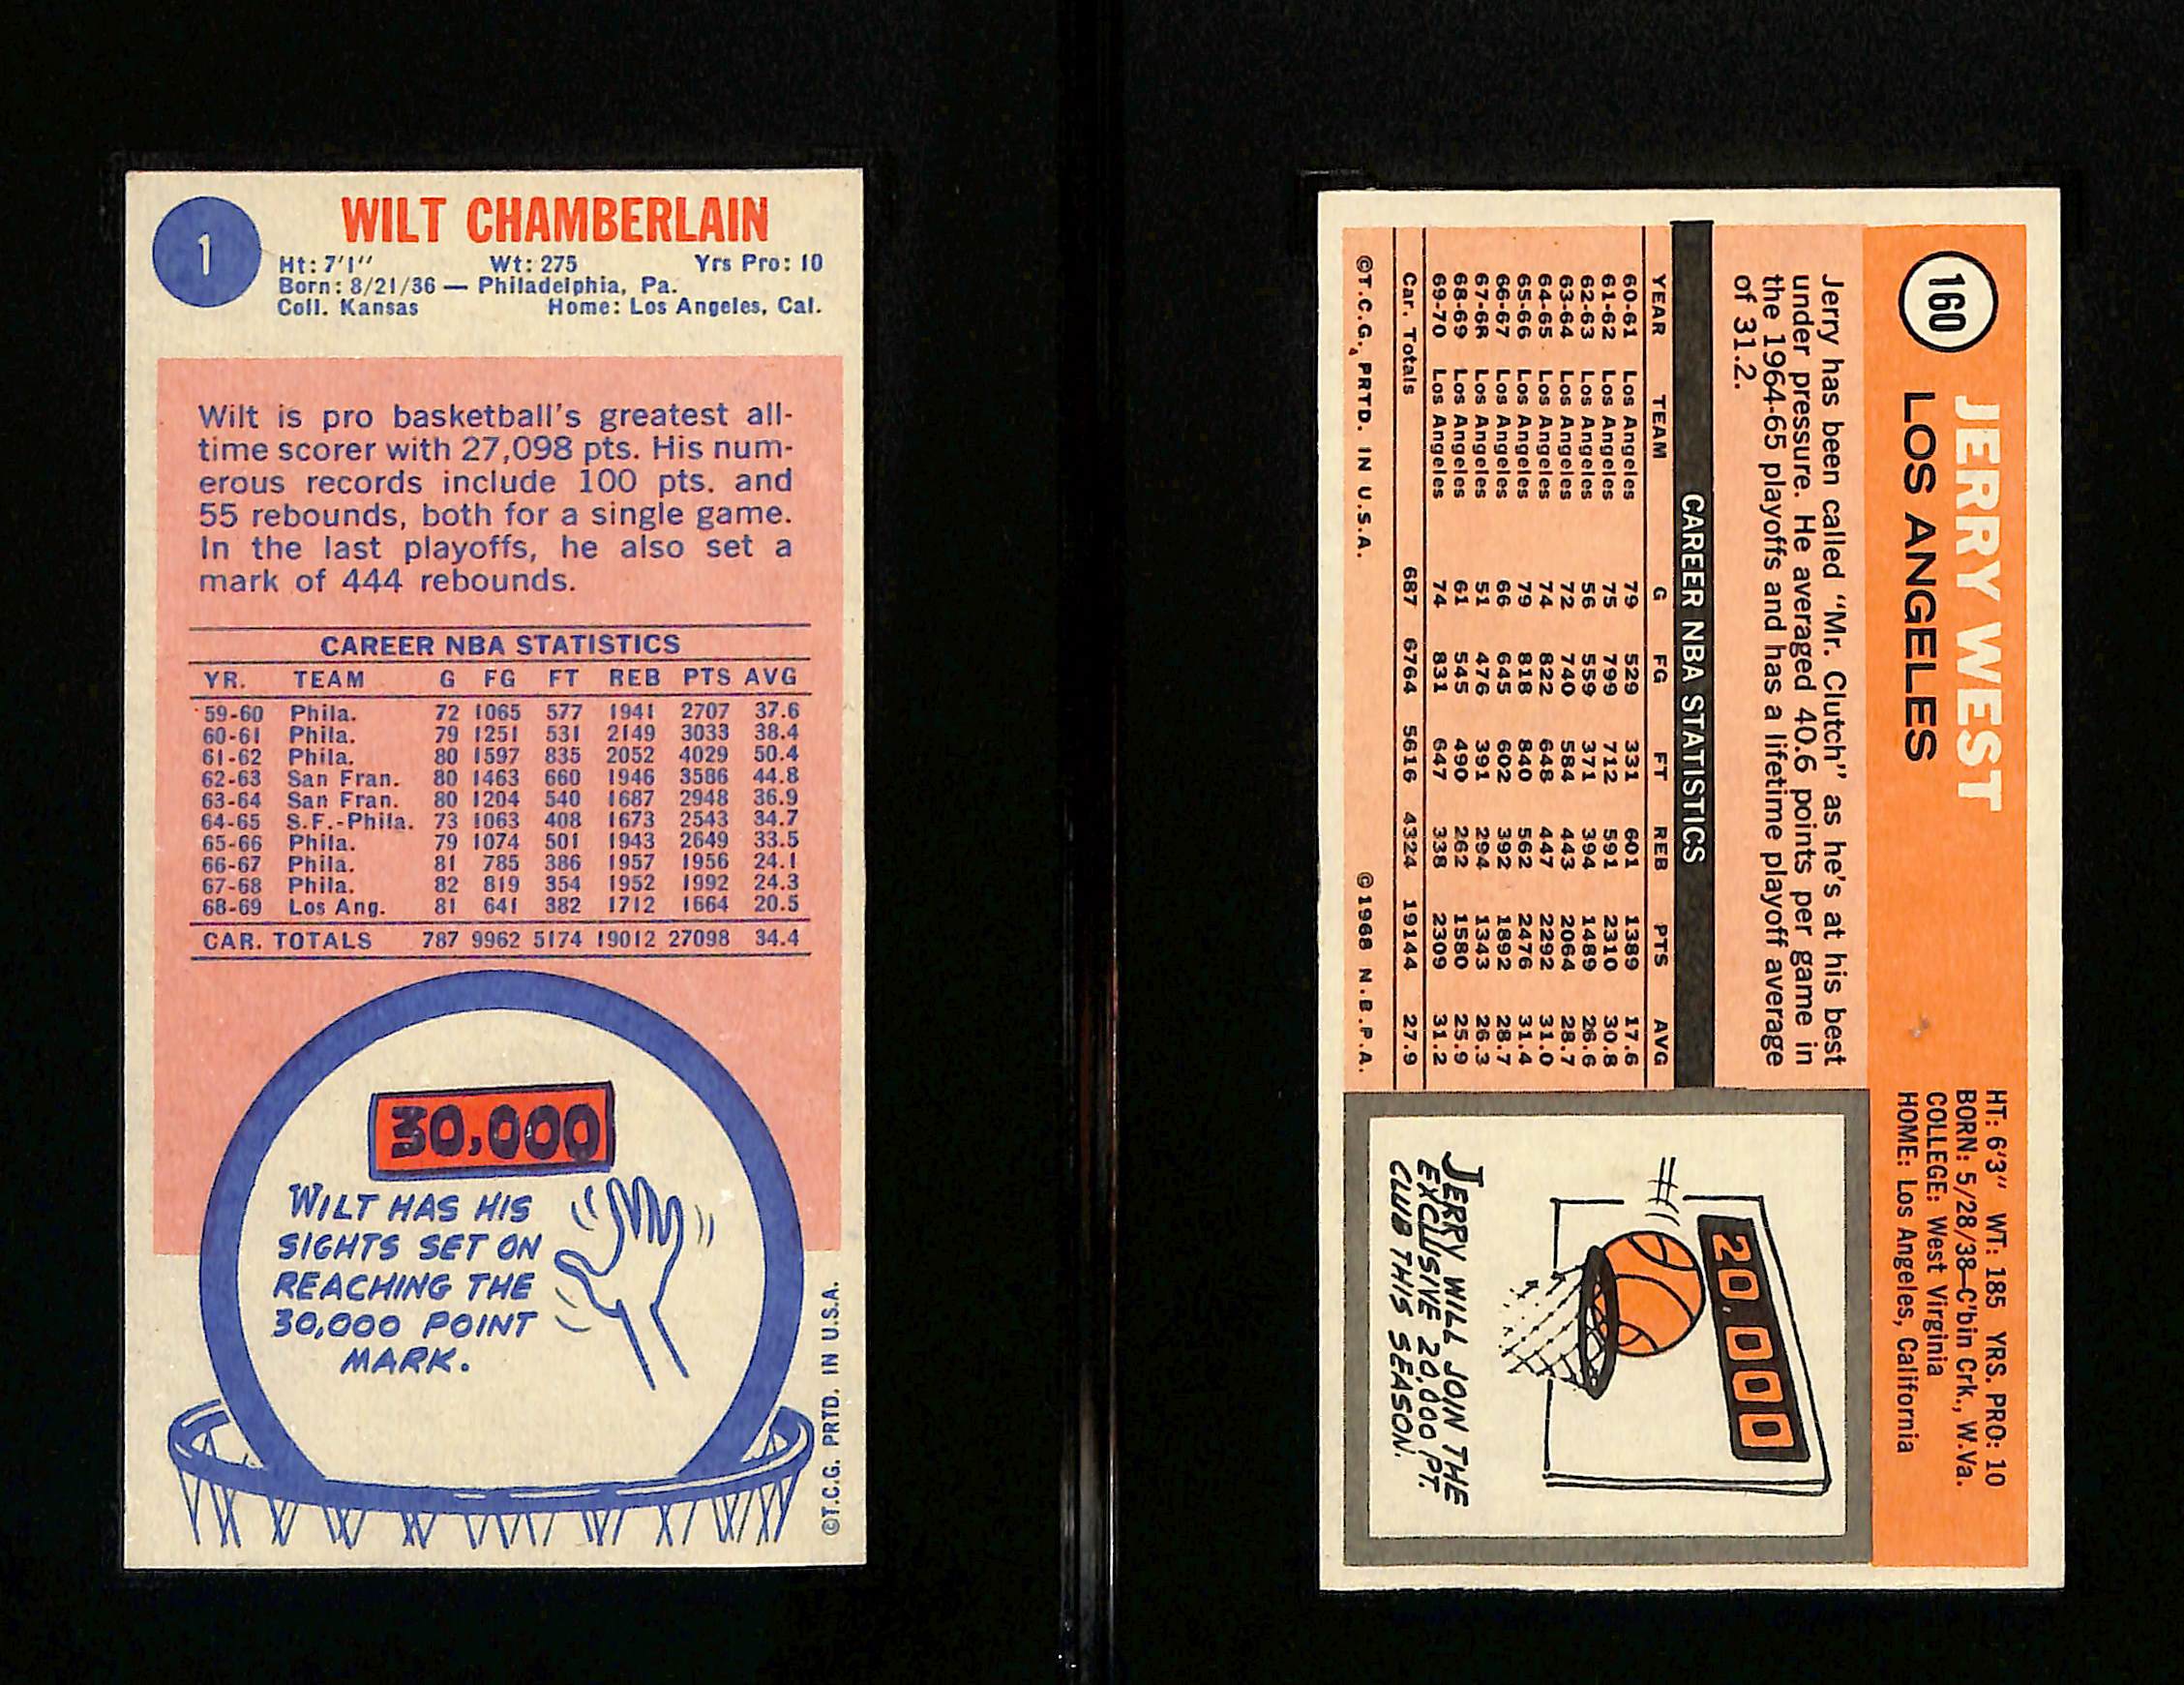 1
WILT CHAMBERLAIN
Ht: 7'1" Wt: 275 Yrs Pro: 10
Born: 8/21/36 — Philadelphia, Pa.
Coll. Kansas Home: Los Angeles, Cal.
Wilt is pro basketball's greatest all-
time scorer with 27,098 pts. His num-
erous records include 100 pts. and
55 rebounds, both for a single game.
In the last playoffs, he also set a
mark of 444 rebounds.
CAREER NBA STATISTICS
YR. TEAM G FG FT REB PTS AVG
59-60 Phila. 72 1065 577 1941 2707 37.6
60-61 Phila. 79 1251 531 2149 3033 38.4
61-62 Phila. 80 1597 835 2052 4029 50.4
62-63 San Fran. 80 1463 660 1946 3586 44.8
63-64 San Fran. 80 1204 540 1687 2948 36.9
64-65 S.F.-Phila. 73 1063 408 1673 2543 34.7
65-66 Phila. 79 1074 501 1943 2649 33.5
66-67 Phila. 81 785 386 1957 1956 24.1
67-68 Phila. 82 819 354 1952 1992 24.3
68-69 Los Ang. 81 641 382 1712 1664 20.5
CAR. TOTALS 787 9962 5174 19012 27098 34.4
30,000
WILT HAS HIS
SIGHTS SET ON
REACHING THE
30,000 POINT
MARK.
©T.C.G. PRTD. IN U.S.A.
160
JERRY WEST
LOS ANGELES
HT: 6'3" WT: 185 YRS. PRO: 10
BORN: 5/28/38—C'bin Crk., W.Va.
COLLEGE: West Virginia
HOME: Los Angeles, California
Jerry has been called "Mr. Clutch" as he's at his best
under pressure. He averaged 40.6 points per game in
the 1964-65 playoffs and has a lifetime playoff average
of 31.2.
CAREER NBA STATISTICS
YEAR TEAM G FG FT REB PTS AVG
60-61 Los Angeles 79 529 331 601 1389 17.6
61-62 Los Angeles 75 799 712 591 2310 30.8
62-63 Los Angeles 56 559 371 394 1489 26.6
63-64 Los Angeles 72 740 584 443 2064 28.7
64-65 Los Angeles 74 822 648 447 2292 31.0
65-66 Los Angeles 79 818 840 562 2476 31.4
66-67 Los Angeles 66 645 602 392 1892 28.7
67-68 Los Angeles 51 476 391 294 1343 26.3
68-69 Los Angeles 61 545 490 262 1580 25.9
69-70 Los Angeles 74 831 647 338 2309 31.2
Car. Totals 687 6764 5616 4324 19144 27.9
©T.C.G. PRTD. IN U.S.A. ©1968 N.B.P.A.
20,000
JERRY WILL JOIN THE
EXCLUSIVE 20,000 PT.
CLUB THIS SEASON.